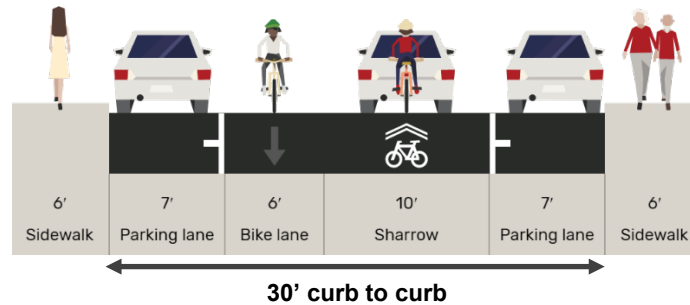 6' 7' 6' 10' 7' 6'
Sidewalk Parking lane Bike lane Sharrow Parking lane Sidewalk
30' curb to curb